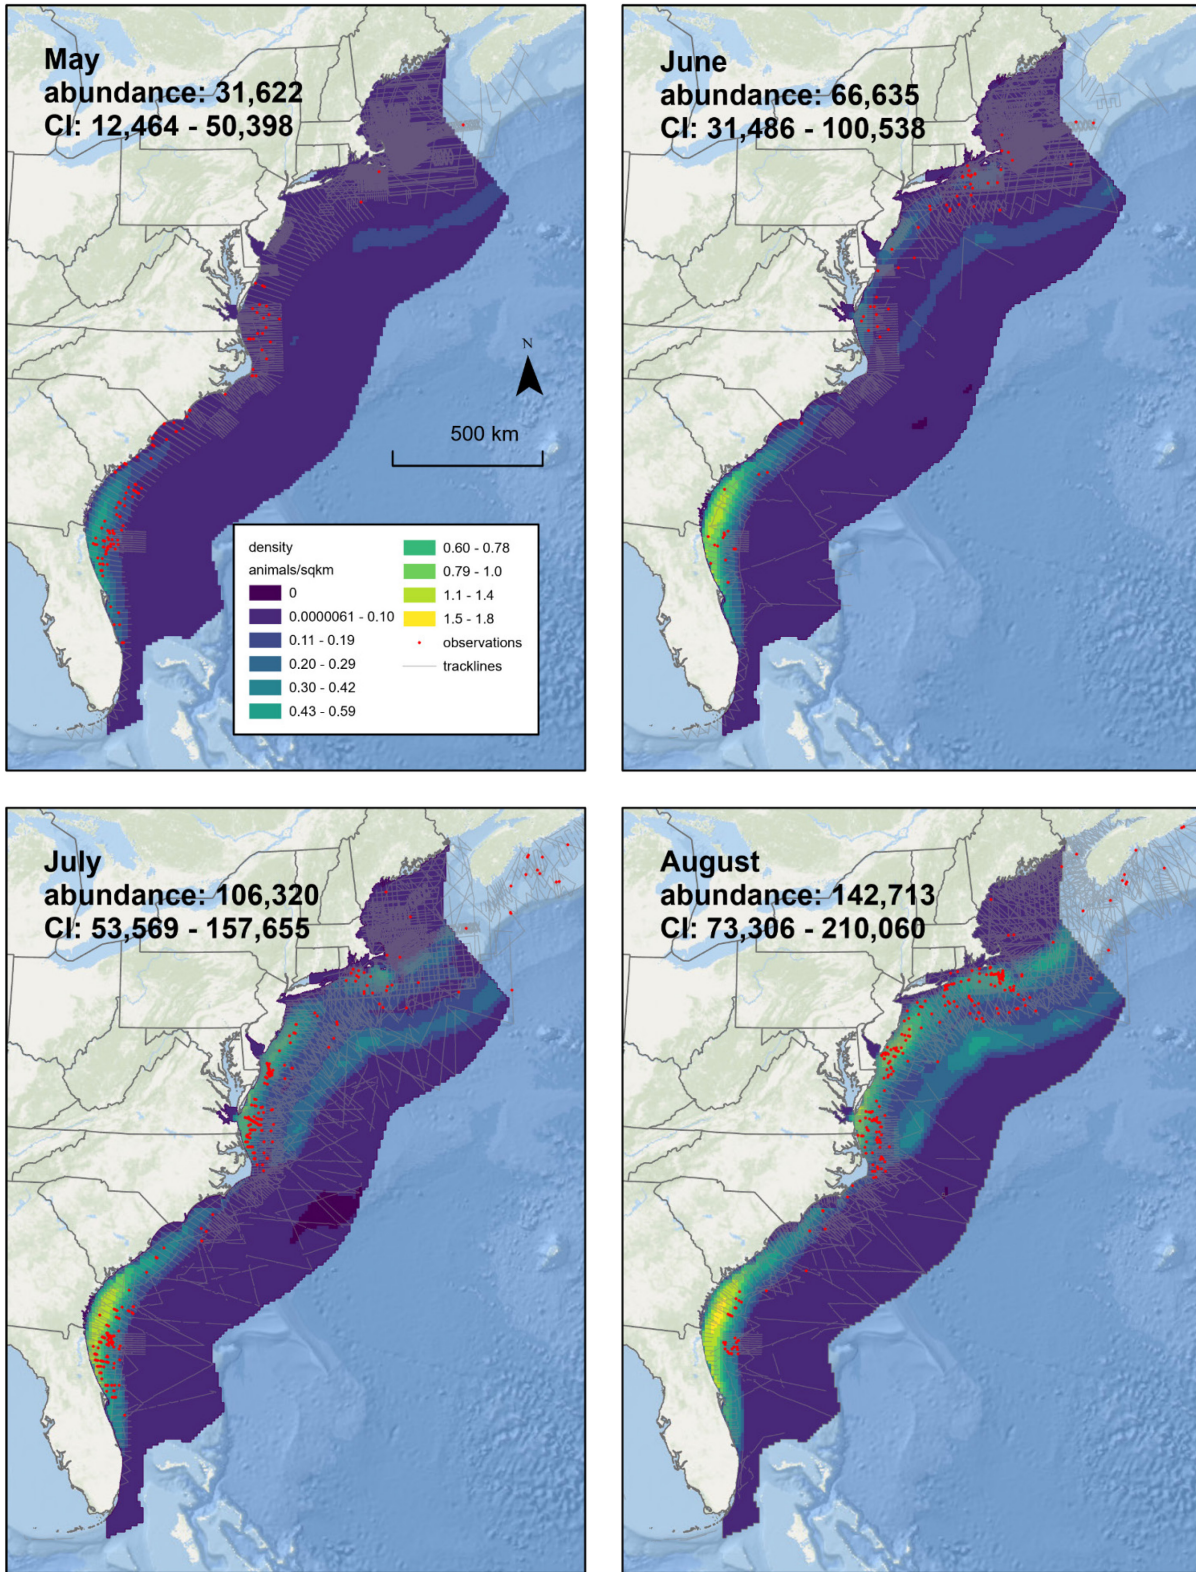 May
abundance: 31,622
CI: 12,464 - 50,398
N
500 km
density
animals/sqkm
0
0.0000061 - 0.10
0.11 - 0.19
0.20 - 0.29
0.30 - 0.42
0.43 - 0.59
0.60 - 0.78
0.79 - 1.0
1.1 - 1.4
1.5 - 1.8
observations
tracklines
June
abundance: 66,635
CI: 31,486 - 100,538
July
abundance: 106,320
CI: 53,569 - 157,655
August
abundance: 142,713
CI: 73,306 - 210,060